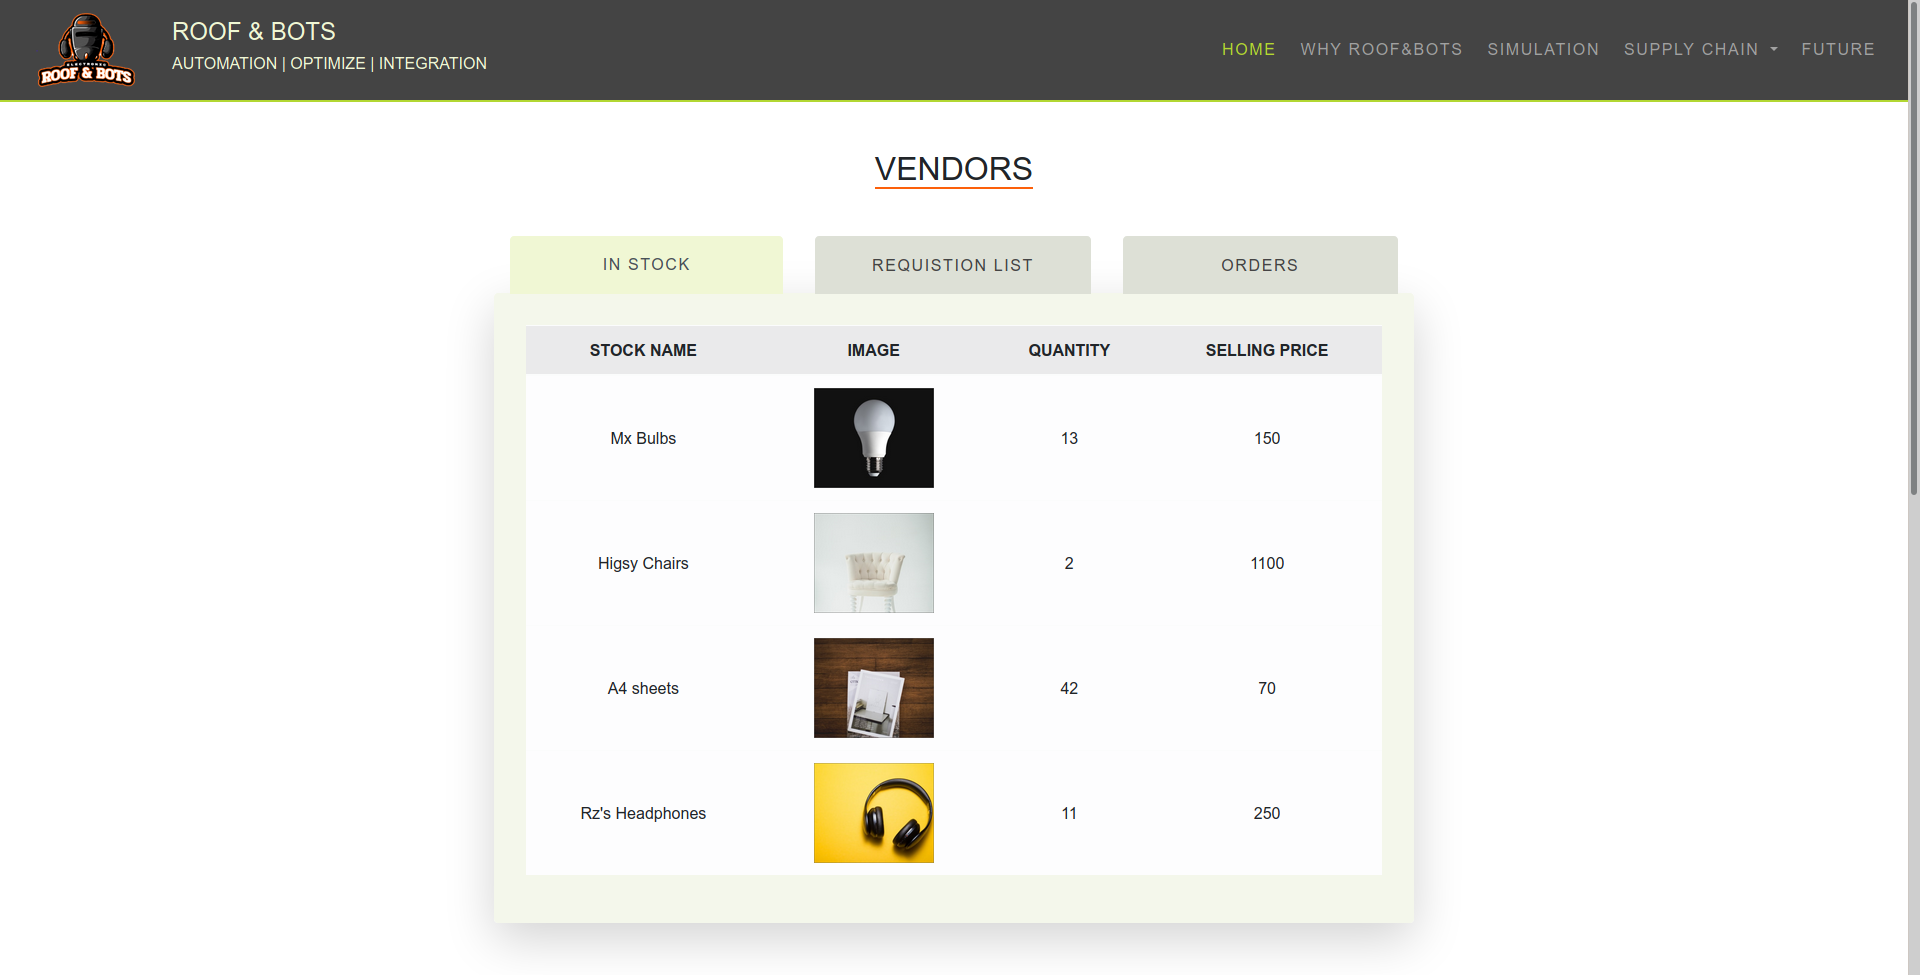 ROOF & BOTS
AUTOMATION | OPTIMIZE | INTEGRATION
ELECTRONIC
ROOF & BOTS
HOME WHY ROOF&BOTS SIMULATION SUPPLY CHAIN FUTURE
VENDORS
IN STOCK REQUISTION LIST ORDERS
STOCK NAME IMAGE QUANTITY SELLING PRICE
Mx Bulbs 13 150
Higsy Chairs 2 1100
A4 sheets 42 70
Rz's Headphones 11 250